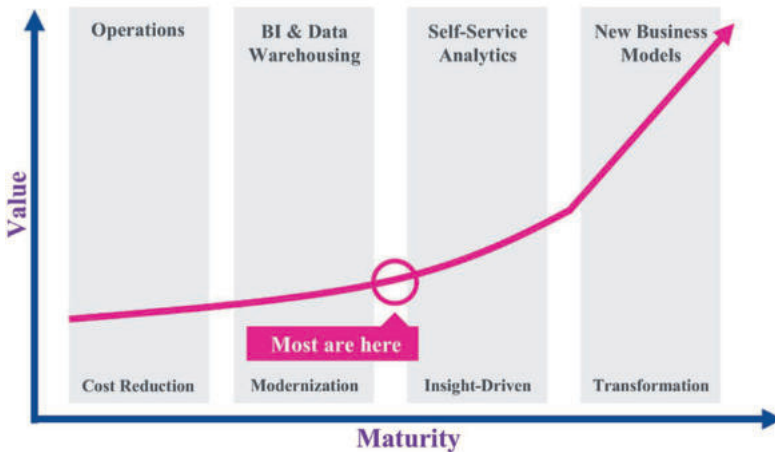 Operations
BI & Data
Warehousing
Self-Service
Analytics
New Business
Models
Value
Most are here
Cost Reduction
Modernization
Insight-Driven
Transformation
Maturity